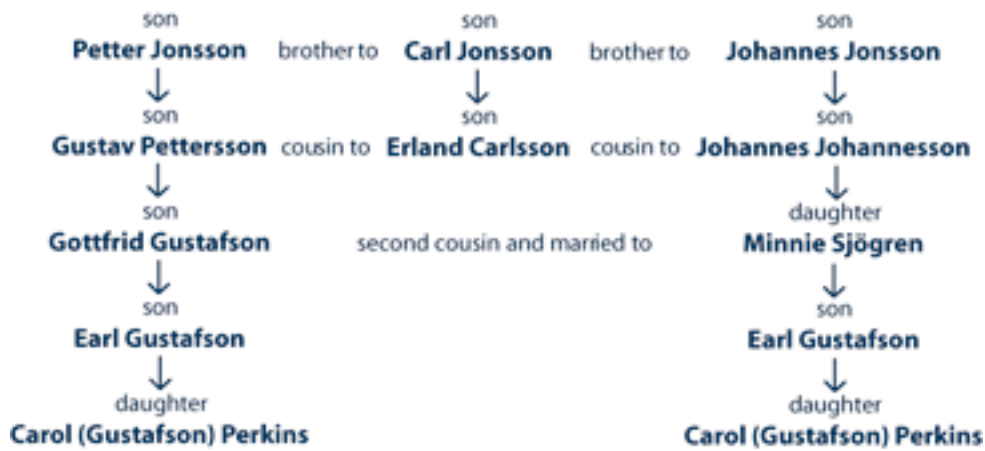 son son son
Petter Jonsson brother to Carl Jonsson brother to Johannes Jonsson
son son son
Gustav Pettersson cousin to Erland Carlsson cousin to Johannes Johannesson
son daughter
Gottfrid Gustafson second cousin and married to Minnie Sjögren
son son
Earl Gustafson Earl Gustafson
daughter daughter
Carol (Gustafson) Perkins Carol (Gustafson) Perkins